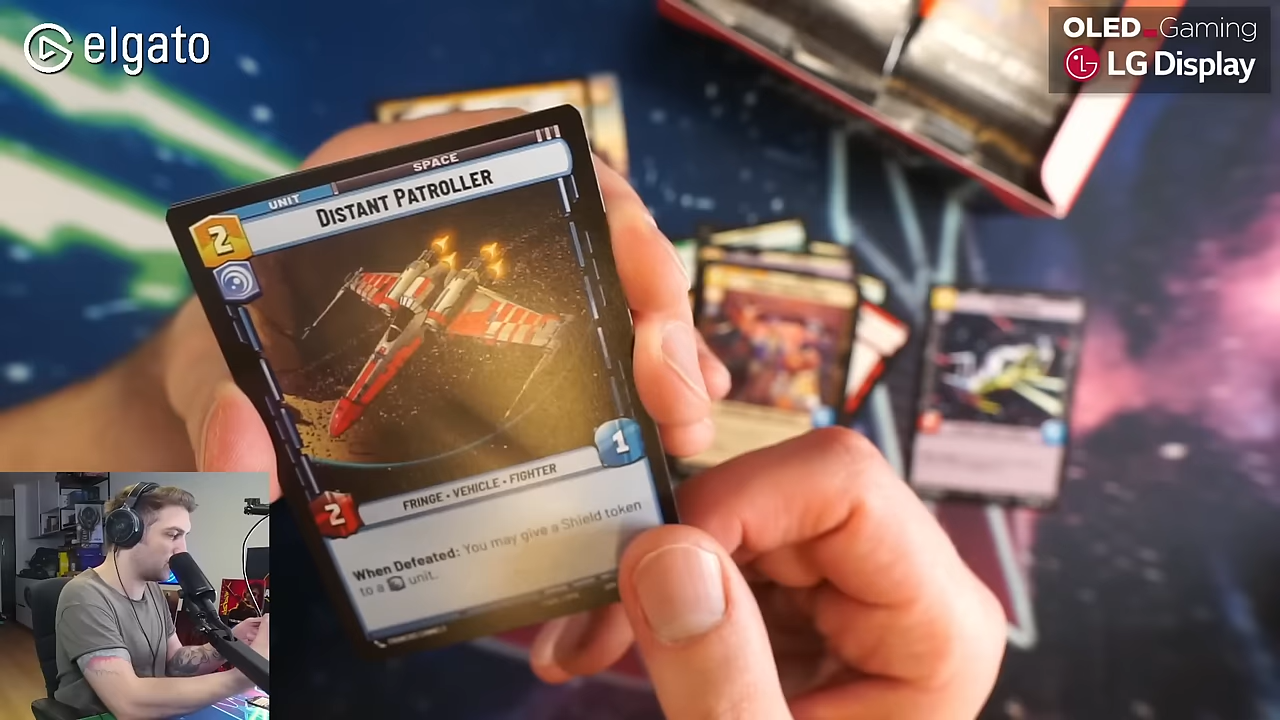 elgato
OLED Gaming
LG Display
SPACE
UNIT
DISTANT PATROLLER
2
1
2
FRINGE • VEHICLE • FIGHTER
When Defeated: You may give a Shield token
to a unit.